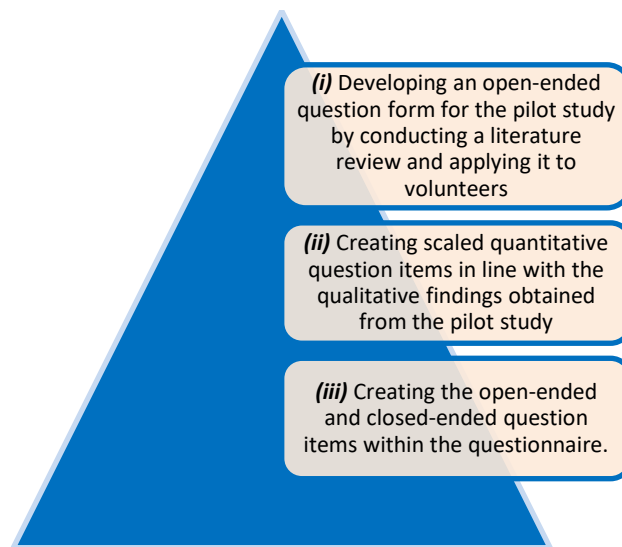 (i) Developing an open-ended
question form for the pilot study
by conducting a literature
review and applying it to
volunteers
(ii) Creating scaled quantitative
question items in line with the
qualitative findings obtained
from the pilot study
(iii) Creating the open-ended
and closed-ended question
items within the questionnaire.